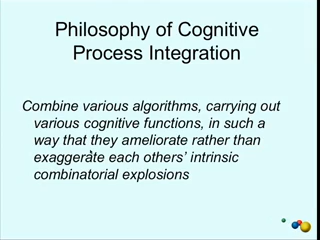 Philosophy of Cognitive
Process Integration
Combine various algorithms, carrying out
various cognitive functions, in such a
way that they ameliorate rather than
exaggerate each others' intrinsic
combinatorial explosions